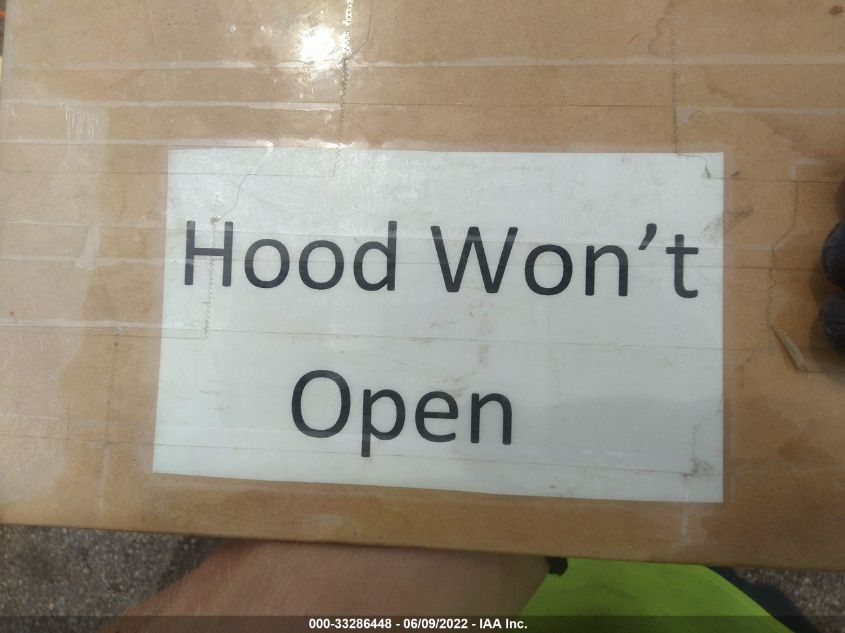 Hood Won’t
Open
000-33286448 - 06/09/2022 - IAA Inc.